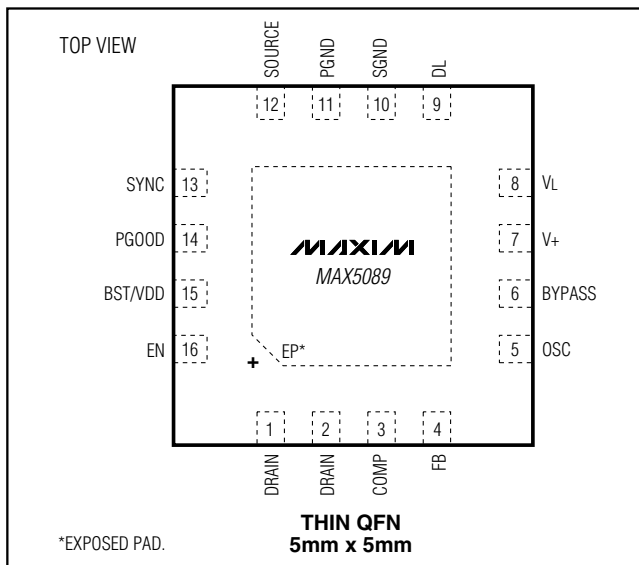 TOP VIEW
SOURCE
PGND
SGND
DL
12
11
10
9
SYNC 13
8 VL
PGOOD 14
7 V+
BST/VDD 15
6 BYPASS
EN 16
5 OSC
MAXIM
MAX5089
+
EP*
1
2
3
4
DRAIN
DRAIN
COMP
FB
THIN QFN
5mm x 5mm
*EXPOSED PAD.